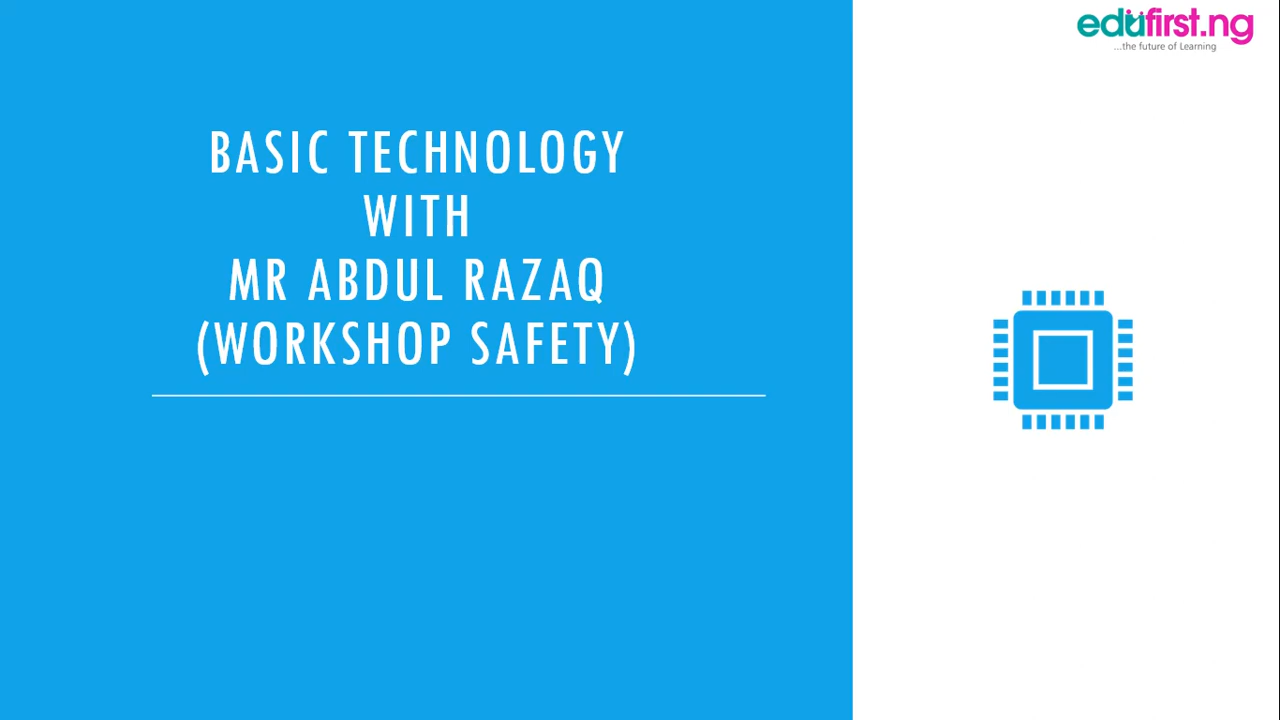 edufirst.ng
...the future of Learning
BASIC TECHNOLOGY
WITH
MR ABDUL RAZAQ
(WORKSHOP SAFETY)